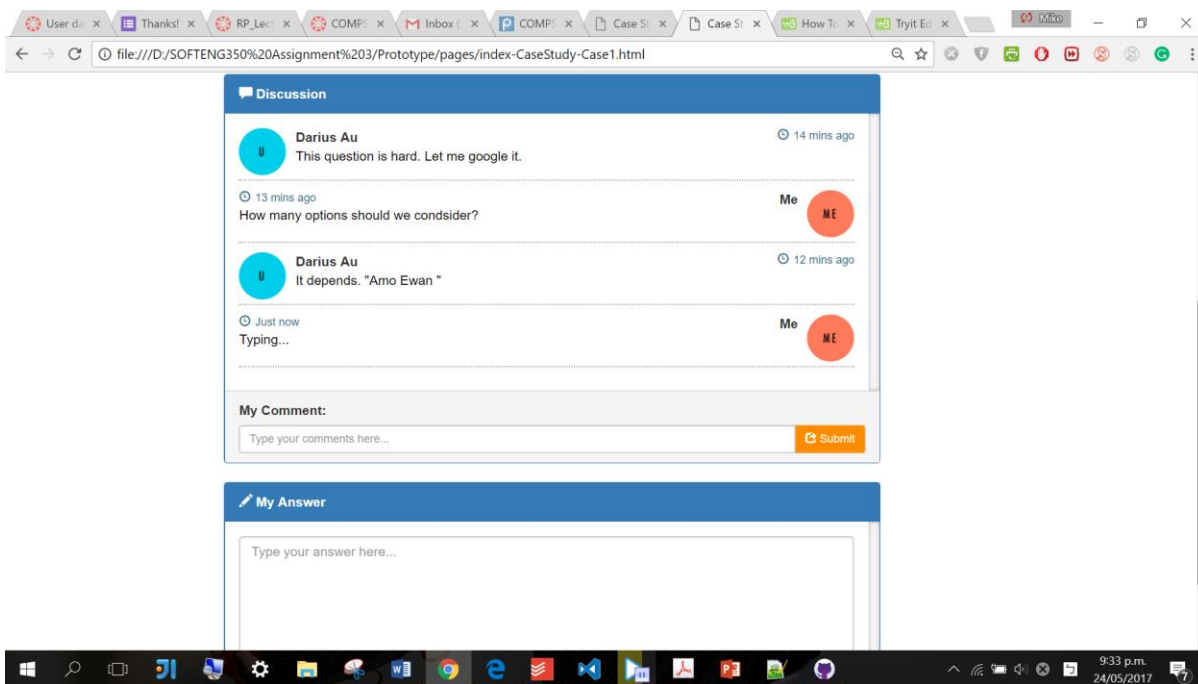 User da
Thanks!
RP_Lect
COMPS
Inbox (
COMPS
Case St
Case St
How To
Tryit Ed
Mike
file:///D:/SOFTENG350%20Assignment%203/Prototype/pages/index-CaseStudy-Case1.html
Discussion
Darius Au
14 mins ago
U
This question is hard. Let me google it.
13 mins ago
Me
How many options should we condsider?
ME
Darius Au
12 mins ago
U
It depends. "Amo Ewan "
Just now
Me
Typing...
ME
My Comment:
Type your comments here...
Submit
My Answer
Type your answer here...
9:33 p.m.
24/05/2017